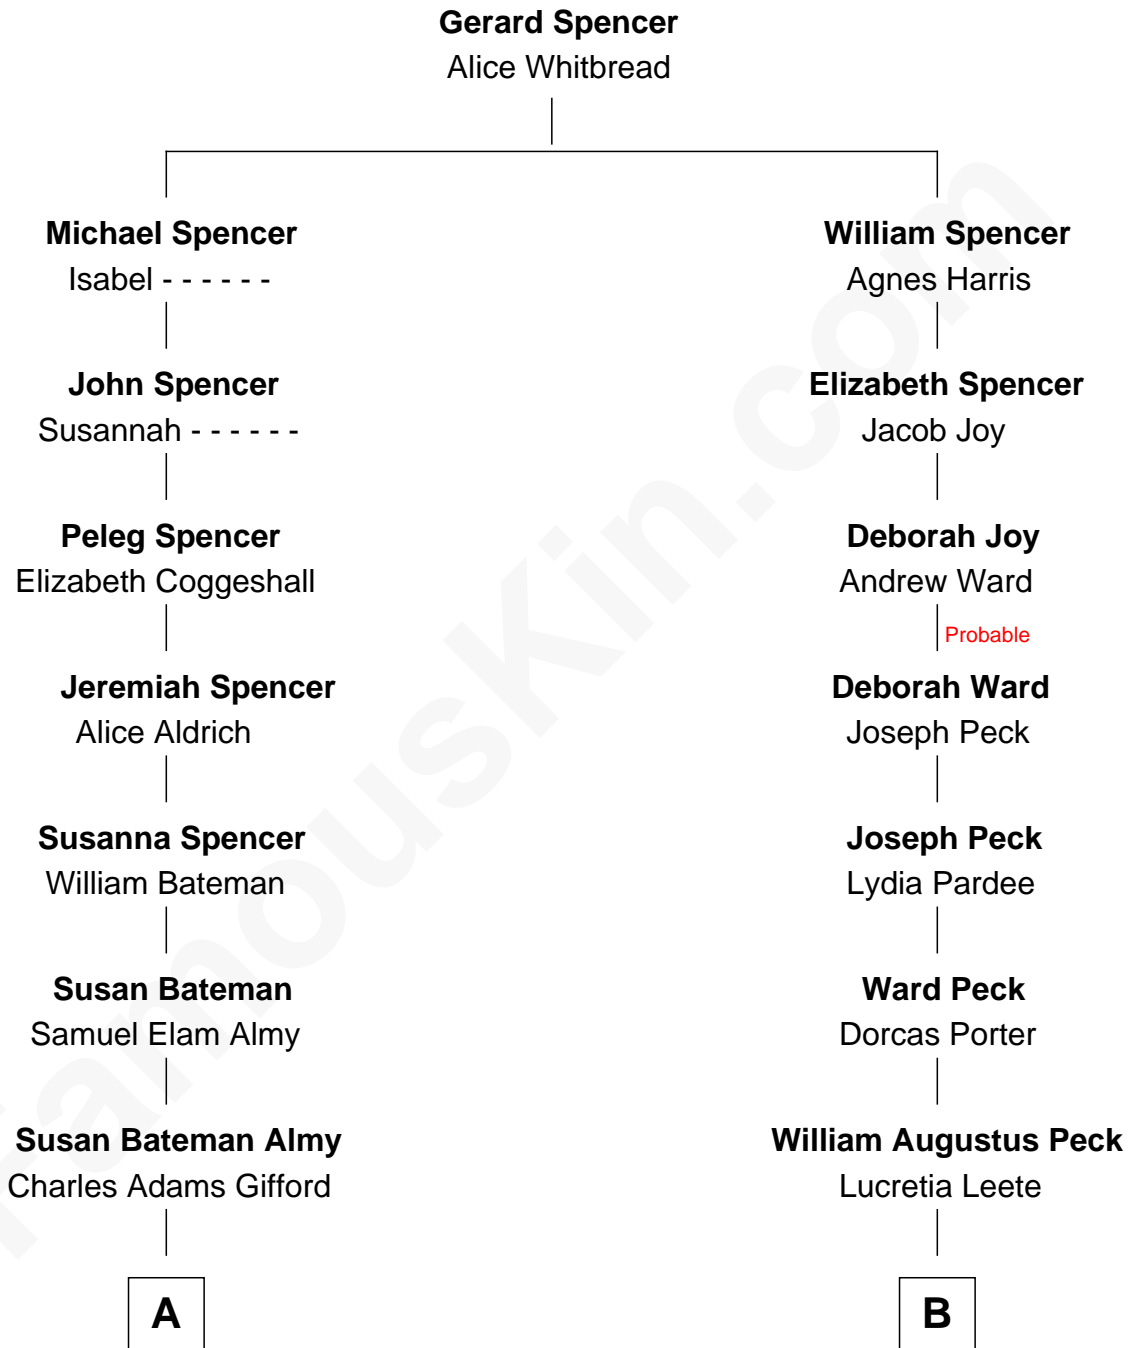 Gerard Spencer
Alice Whitbread
Michael Spencer
Isabel - - - - - -
William Spencer
Agnes Harris
John Spencer
Susannah - - - - - -
Elizabeth Spencer
Jacob Joy
Peleg Spencer
Elizabeth Coggeshall
Deborah Joy
Andrew Ward
Probable
Jeremiah Spencer
Alice Aldrich
Deborah Ward
Joseph Peck
Susanna Spencer
William Bateman
Joseph Peck
Lydia Pardee
Susan Bateman
Samuel Elam Almy
Ward Peck
Dorcas Porter
Susan Bateman Almy
Charles Adams Gifford
William Augustus Peck
Lucretia Leete
A
B
FamousKin.com